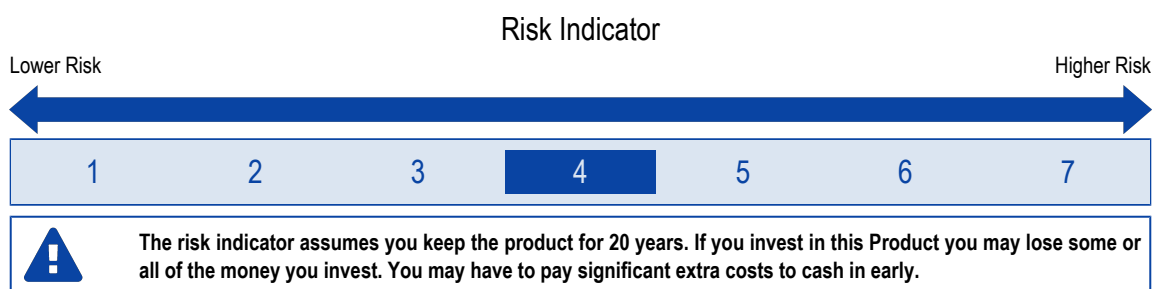 Risk Indicator
Lower Risk Higher Risk
1 2 3 4 5 6 7
The risk indicator assumes you keep the product for 20 years. If you invest in this Product you may lose some or
all of the money you invest. You may have to pay significant extra costs to cash in early.